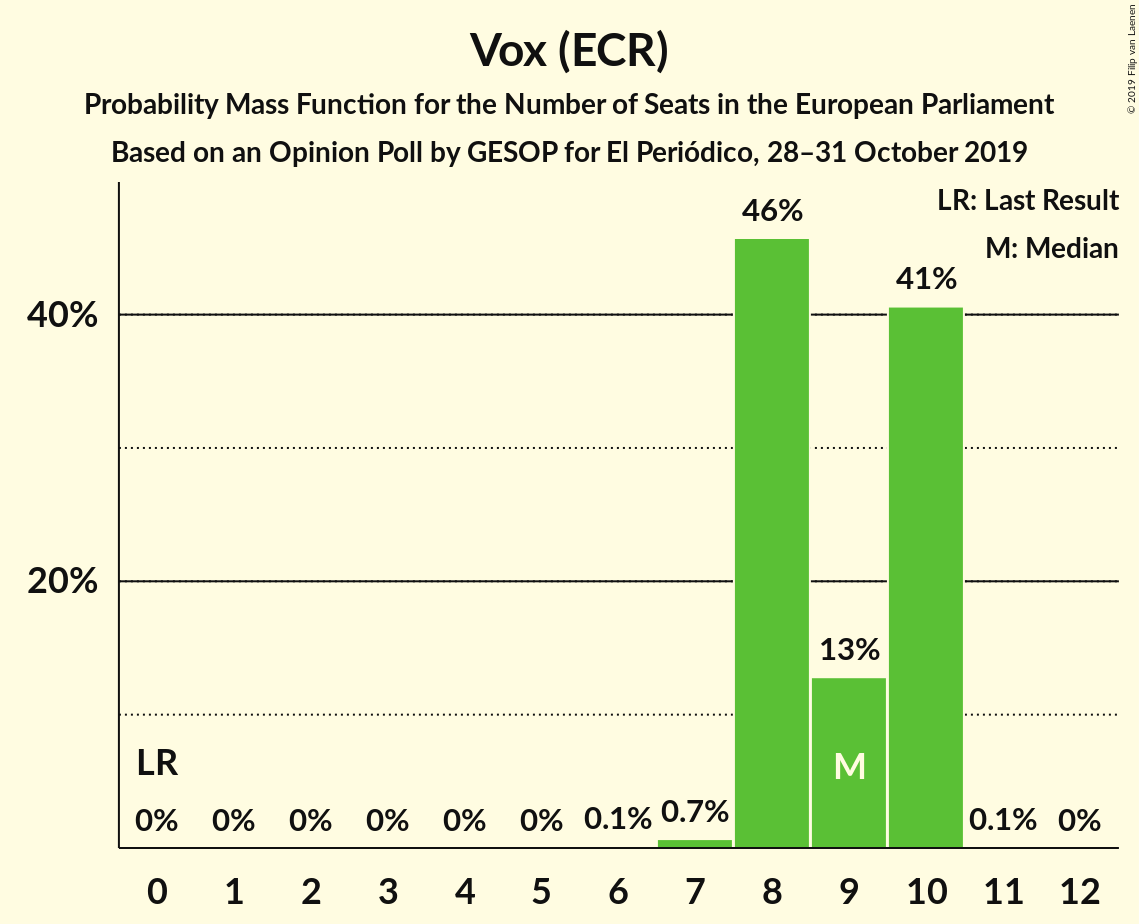 Vox (ECR)
Probability Mass Function for the Number of Seats in the European Parliament
Based on an Opinion Poll by GESOP for El Periódico, 28–31 October 2019
© 2019 Filip van Laenen
LR: Last Result
M: Median
40%
20%
46%
41%
13%
M
LR
0% 0% 0% 0% 0% 0% 0.1% 0.7% 0.1% 0%
0 1 2 3 4 5 6 7 8 9 10 11 12